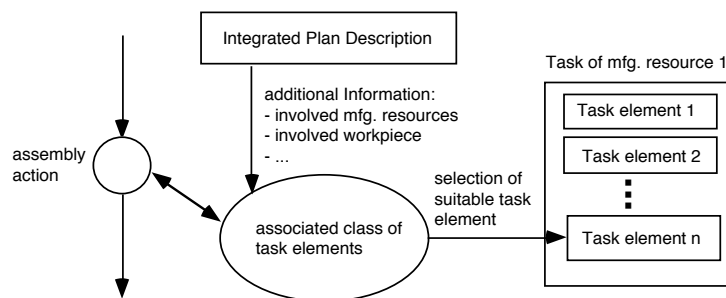 Integrated Plan Description
Task of mfg. resource 1
additional Information:
- involved mfg. resources
- involved workpiece
- ...
Task element 1
Task element 2
assembly
action
selection of
suitable task
element
associated class of
task elements
Task element n